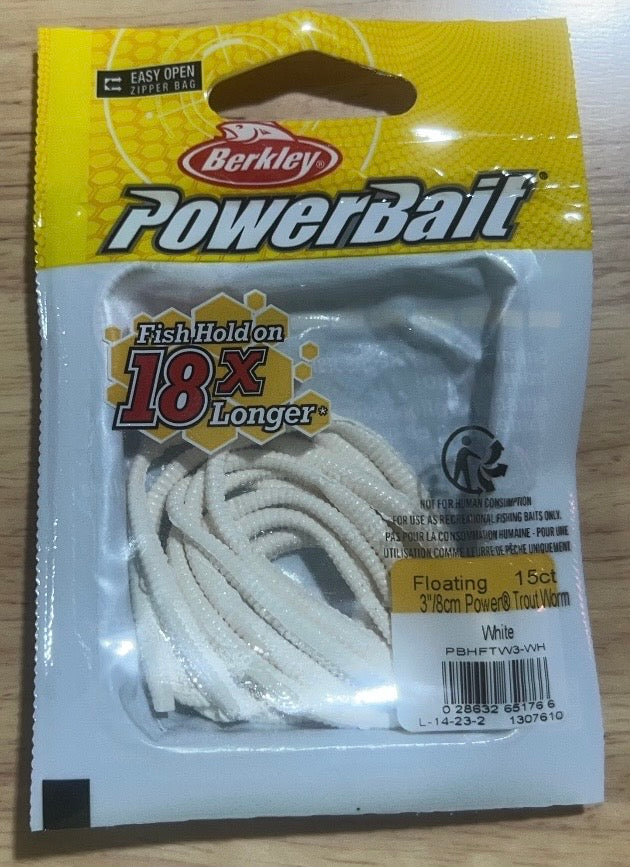 EASY OPEN
ZIPPER BAG
Berkley®
PowerBait®
Fish Hold on
18X
Longer*
NOT FOR HUMAN CONSUMPTION
FOR USE AS RECREATIONAL FISHING BAITS ONLY.
PAS POUR LA CONSOMMATION HUMAINE - POUR UNE
UTILISATION COMME LEURRE DE PÊCHE UNIQUEMENT
Floating 15ct
3"/8cm Power® Trout Worm
White
PBHFTW3-WH
0 28632 65176 6
L-14-23-2 1307610